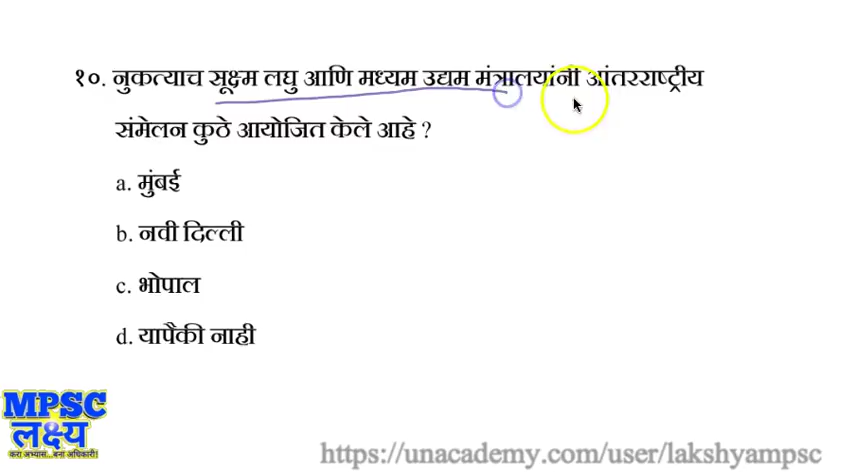 १०. नुकत्याच सूक्ष्म लघु आणि मध्यम उद्यम मंत्रालयांनी आंतरराष्ट्रीय
संमेलन कुठे आयोजित केले आहे ?
a. मुंबई
b. नवी दिल्ली
c. भोपाल
d. यापैकी नाही
MPSC
लक्ष्य
करा अभ्यास...बना अधिकारी!
https://unacademy.com/user/lakshyampsc